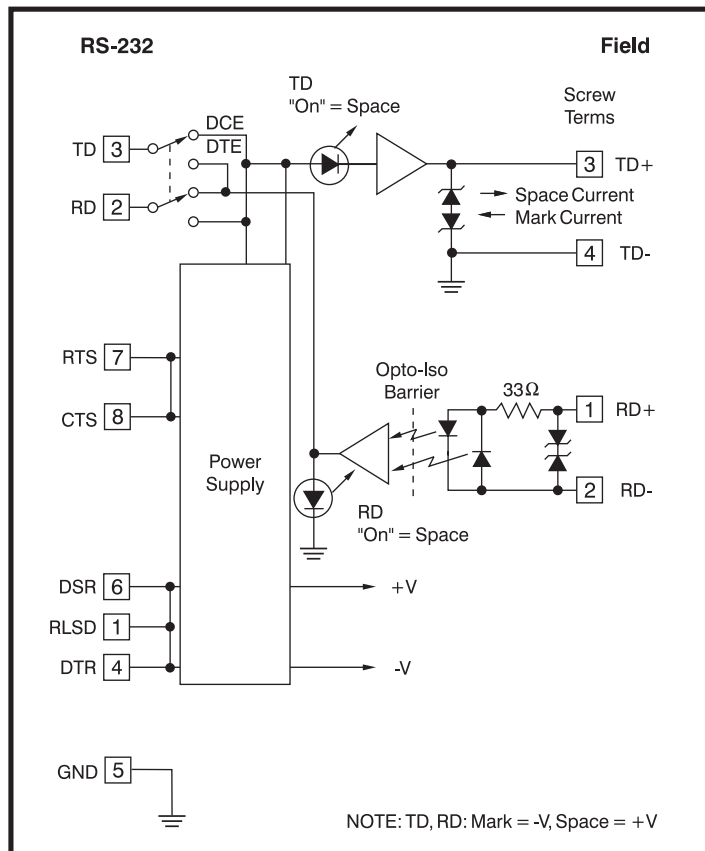 RS-232
Field
TD
"On" = Space
Screw
Terms
DCE
DTE
TD 3
RD 2
3 TD+
Space Current
Mark Current
4 TD-
RTS 7
CTS 8
Opto-Iso
Barrier
33Ω
1 RD+
2 RD-
Power
Supply
RD
"On" = Space
DSR 6
RLSD 1
DTR 4
+V
-V
GND 5
NOTE: TD, RD: Mark = -V, Space = +V